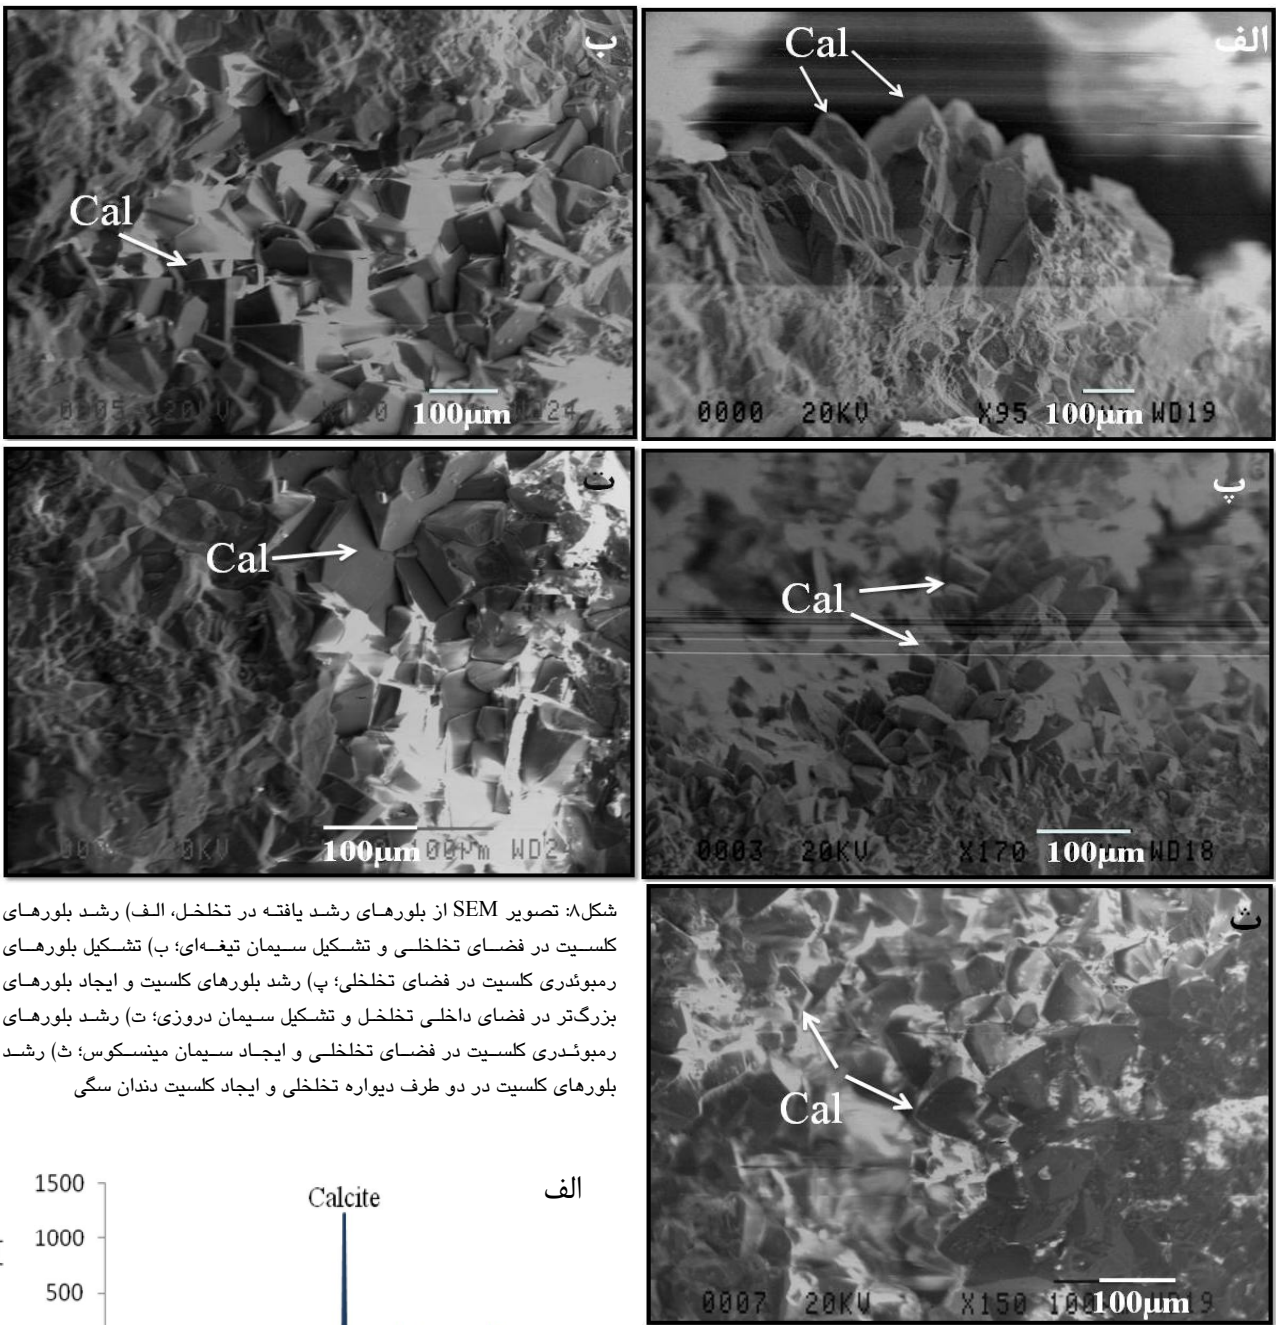 الف
Cal
0000 20KV X95 100µm WD19
ب
Cal
100µm
پ
Cal
0003 20KV X170 100µm WD18
ت
Cal
100µm WD24
ث
Cal
0007 20KV X150 100µm
شکل۸: تصویر SEM از بلورهای رشد یافته در تخلخل، الف) رشد بلورهای
کلسیت در فضای تخلخلی و تشکیل سیمان تیغه‌ای؛ ب) تشکیل بلورهای
رمبوئدری کلسیت در فضای تخلخلی؛ پ) رشد بلورهای کلسیت و ایجاد بلورهای
بزرگ‌تر در فضای داخلی تخلخل و تشکیل سیمان دروزی؛ ت) رشد بلورهای
رمبوئدری کلسیت در فضای تخلخلی و ایجاد سیمان مینسکوس؛ ث) رشد
بلورهای کلسیت در دو طرف دیواره تخلخلی و ایجاد کلسیت دندان سگی
الف
Calcite
1500
1000
500